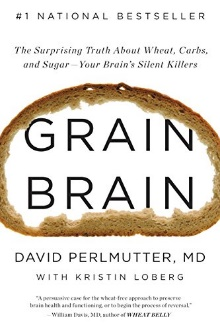 #1 NATIONAL BESTSELLER
The Surprising Truth About Wheat, Carbs,
and Sugar—Your Brain's Silent Killers
GRAIN
BRAIN
DAVID PERLMUTTER, MD
WITH KRISTIN LOBERG
"A persuasive case for the wheat-free approach to preserve
brain health and functioning, or to begin the process of reversal."
—William Davis, MD, author of WHEAT BELLY